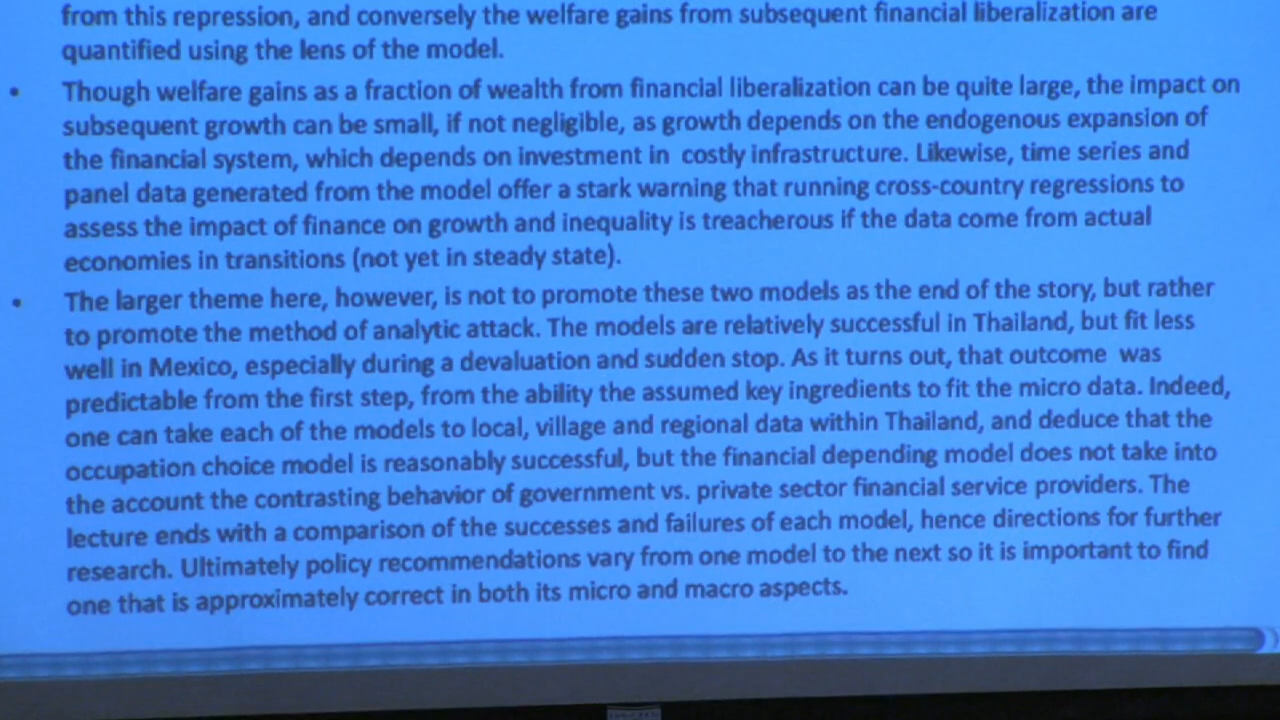 from this repression, and conversely the welfare gains from subsequent financial liberalization are
quantified using the lens of the model.
• Though welfare gains as a fraction of wealth from financial liberalization can be quite large, the impact on
subsequent growth can be small, if not negligible, as growth depends on the endogenous expansion of
the financial system, which depends on investment in costly infrastructure. Likewise, time series and
panel data generated from the model offer a stark warning that running cross-country regressions to
assess the impact of finance on growth and inequality is treacherous if the data come from actual
economies in transitions (not yet in steady state).
• The larger theme here, however, is not to promote these two models as the end of the story, but rather
to promote the method of analytic attack. The models are relatively successful in Thailand, but fit less
well in Mexico, especially during a devaluation and sudden stop. As it turns out, that outcome was
predictable from the first step, from the ability the assumed key ingredients to fit the micro data. Indeed,
one can take each of the models to local, village and regional data within Thailand, and deduce that the
occupation choice model is reasonably successful, but the financial depending model does not take into
the account the contrasting behavior of government vs. private sector financial service providers. The
lecture ends with a comparison of the successes and failures of each model, hence directions for further
research. Ultimately policy recommendations vary from one model to the next so it is important to find
one that is approximately correct in both its micro and macro aspects.